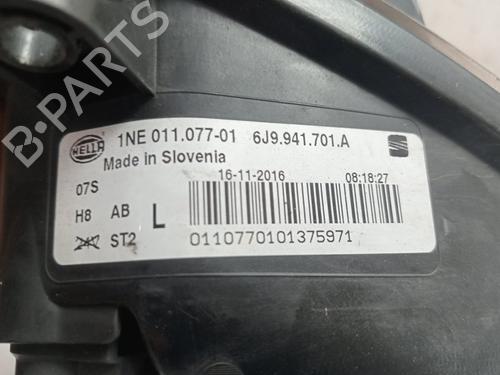 HELLA 1NE 011.077-01 6J9.941.701.A
Made in Slovenia
16-11-2016 08:18:27
07S
H8 AB L
24V ST2 0110770101375971
B-PARTS